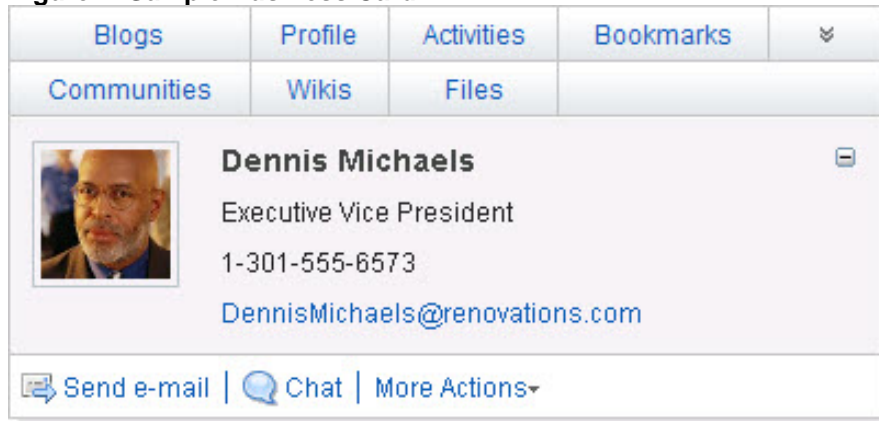 Blogs Profile Activities Bookmarks
Communities Wikis Files
Dennis Michaels
Executive Vice President
1-301-555-6573
DennisMichaels@renovations.com
Send e-mail | Chat | More Actions